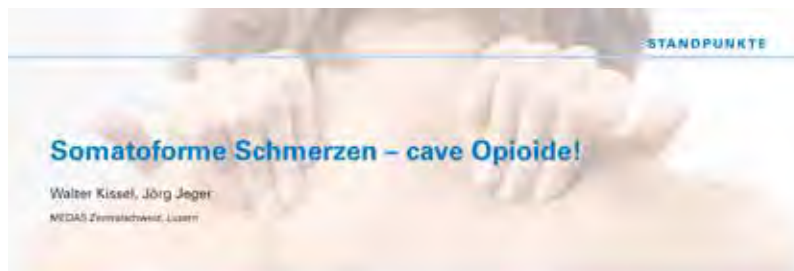 STANDPUNKTE
Somatoforme Schmerzen – cave Opioide!
Walter Kissel, Jörg Jeger
MEDAS Zentralschweiz, Luzern